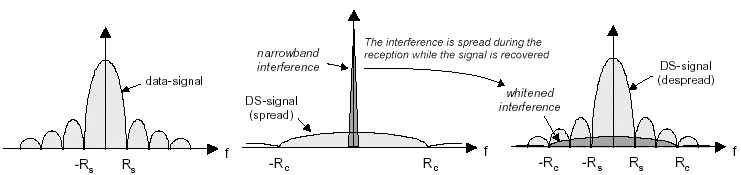 data-signal
-Rs
Rs
f
narrowband
interference
DS-signal
(spread)
-Rc
Rc
f
The interference is spread during the
reception while the signal is recovered
whitened
interference
DS-signal
(despread)
-Rc
-Rs
Rs
Rc
f